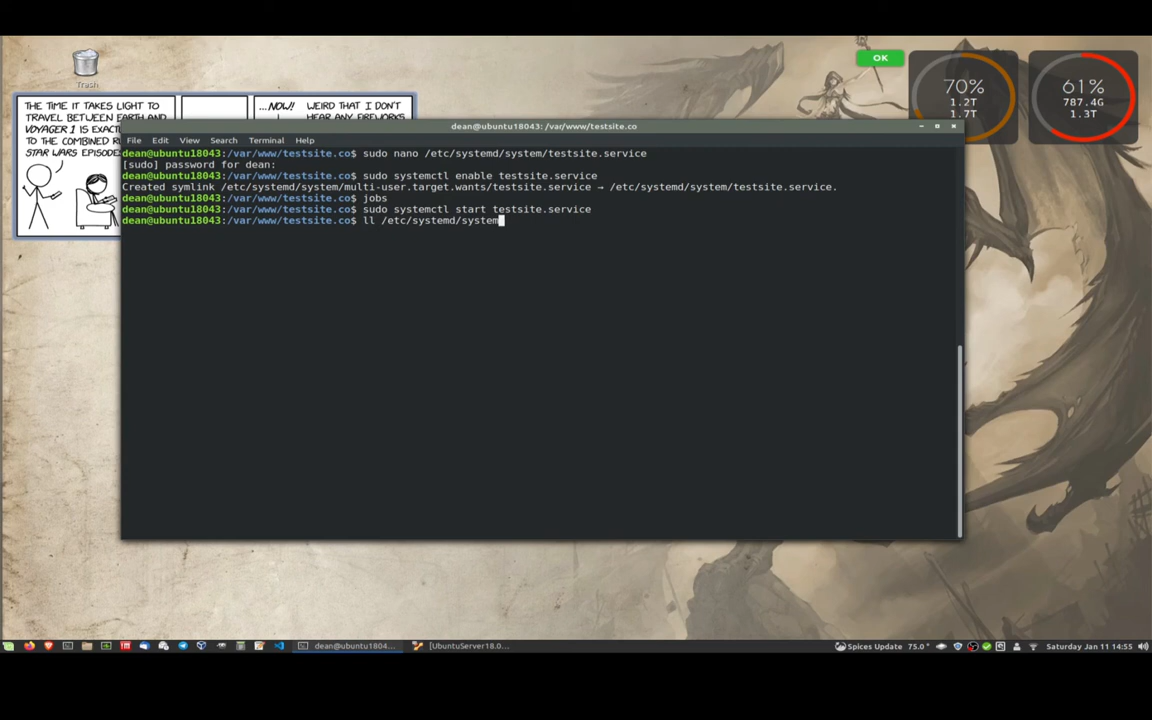 OK
70%
1.2T
1.7T
61%
787.4G
1.3T
Trash
THE TIME IT TAKES LIGHT TO
TRAVEL BETWEEN EARTH AND
VOYAGER 1 IS EXACT
TO THE COMBINED R
STAR WARS EPISODE
...NOW!! WEIRD THAT I DON'T
HEAR ANY FIREWORKS
dean@ubuntu18043: /var/www/testsite.co
File Edit View Search Terminal Help
dean@ubuntu18043:/var/www/testsite.co$ sudo nano /etc/systemd/system/testsite.service
[sudo] password for dean:
dean@ubuntu18043:/var/www/testsite.co$ sudo systemctl enable testsite.service
Created symlink /etc/systemd/system/multi-user.target.wants/testsite.service → /etc/systemd/system/testsite.service.
dean@ubuntu18043:/var/www/testsite.co$ jobs
dean@ubuntu18043:/var/www/testsite.co$ sudo systemctl start testsite.service
dean@ubuntu18043:/var/www/testsite.co$ ll /etc/systemd/system
dean@ubuntu1804... [UbuntuServer18.0... Spices Update 75.0° Saturday Jan 11 14:55